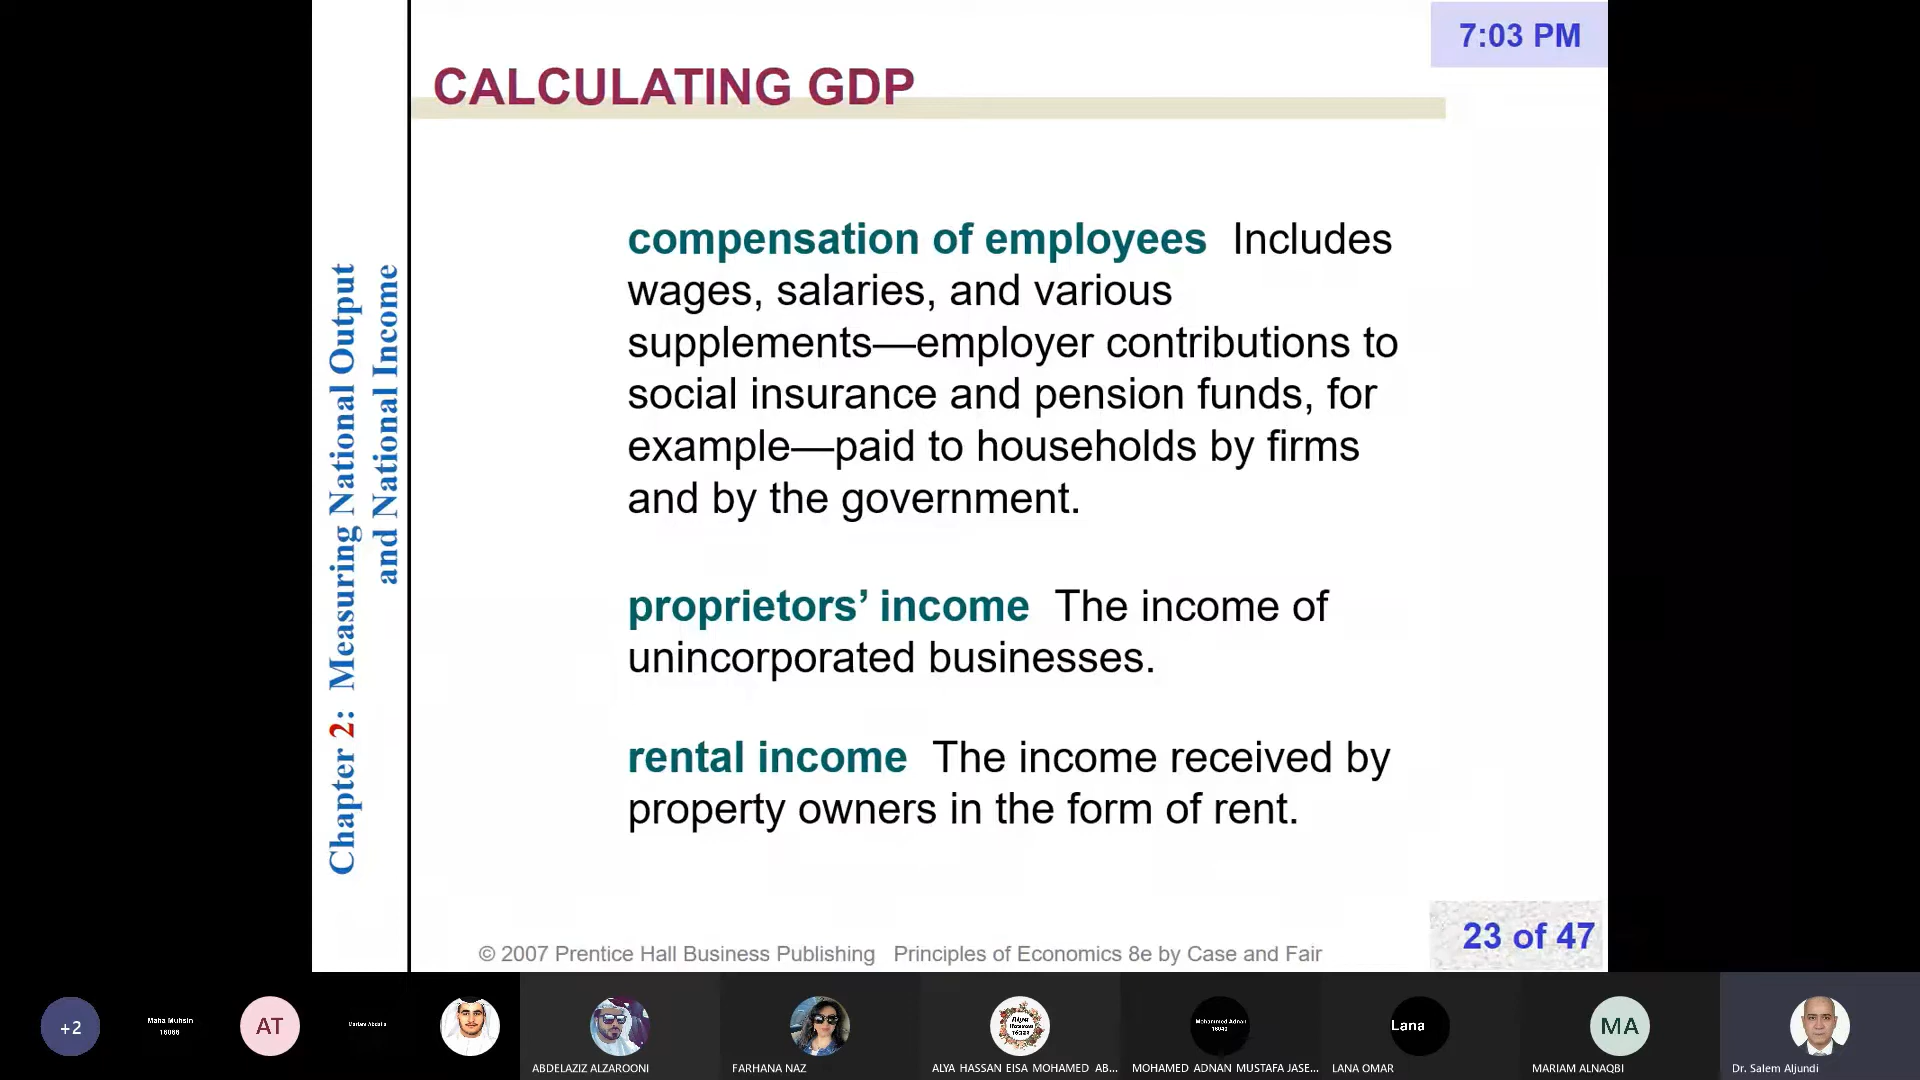 7:03 PM
CALCULATING GDP
Chapter 2: Measuring National Output
and National Income
compensation of employees Includes
wages, salaries, and various
supplements—employer contributions to
social insurance and pension funds, for
example—paid to households by firms
and by the government.
proprietors’ income The income of
unincorporated businesses.
rental income The income received by
property owners in the form of rent.
23 of 47
© 2007 Prentice Hall Business Publishing Principles of Economics 8e by Case and Fair
+2
Maha Muhsin
AT
Lana
MA
ABDELAZIZ ALZAROONI
FARHANA NAZ
ALYA HASSAN EISA MOHAMED AB...
MOHAMED ADNAN MUSTAFA JASE...
LANA OMAR
MARIAM ALNAQBI
Dr. Salem Aljundi